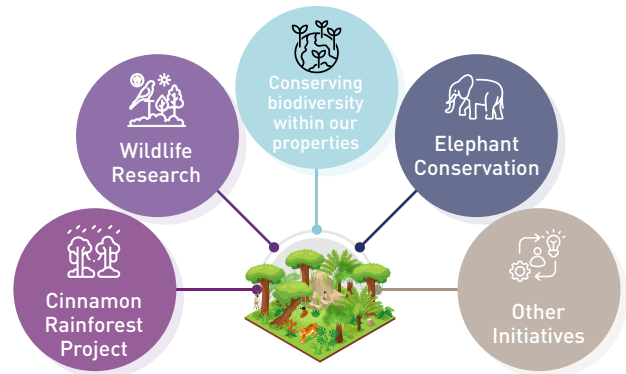 Cinnamon
Rainforest
Project
Wildlife
Research
Conserving
biodiversity
within our
properties
Elephant
Conservation
Other
Initiatives